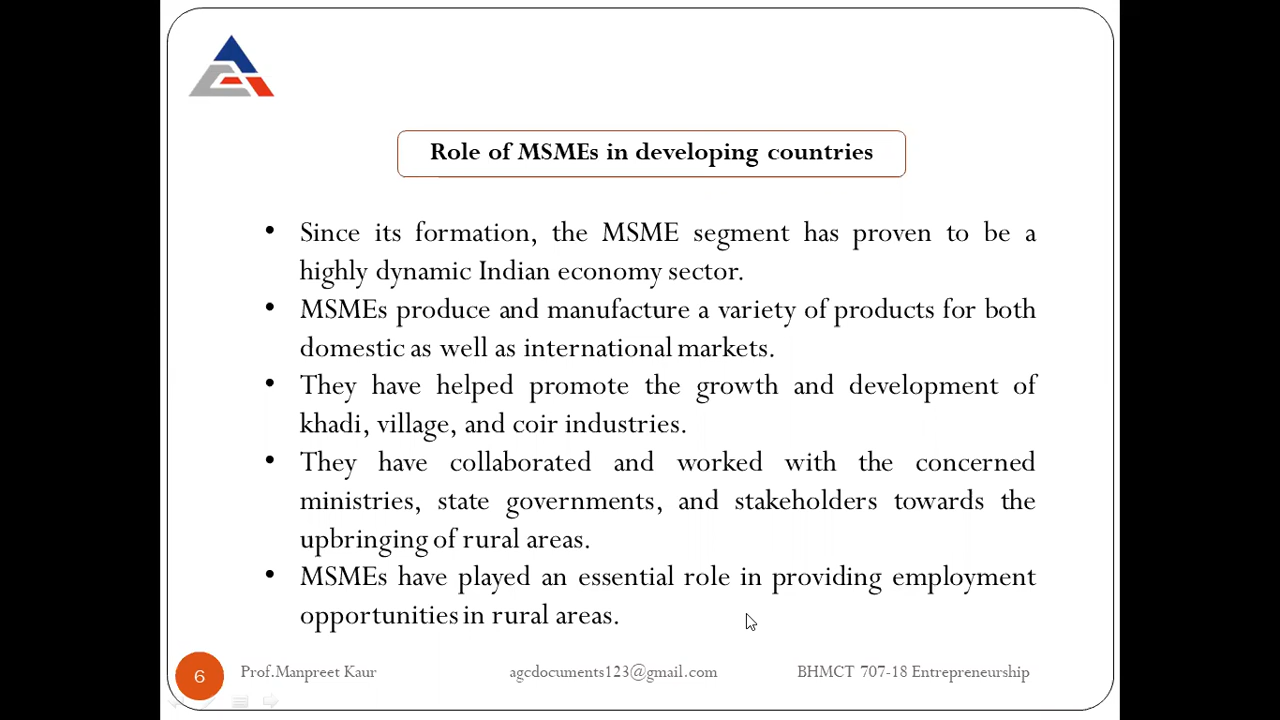 Role of MSMEs in developing countries
• Since its formation, the MSME segment has proven to be a
highly dynamic Indian economy sector.
• MSMEs produce and manufacture a variety of products for both
domestic as well as international markets.
• They have helped promote the growth and development of
khadi, village, and coir industries.
• They have collaborated and worked with the concerned
ministries, state governments, and stakeholders towards the
upbringing of rural areas.
• MSMEs have played an essential role in providing employment
opportunities in rural areas.
6 Prof.Manpreet Kaur agcdocuments123@gmail.com BHMCT 707-18 Entrepreneurship